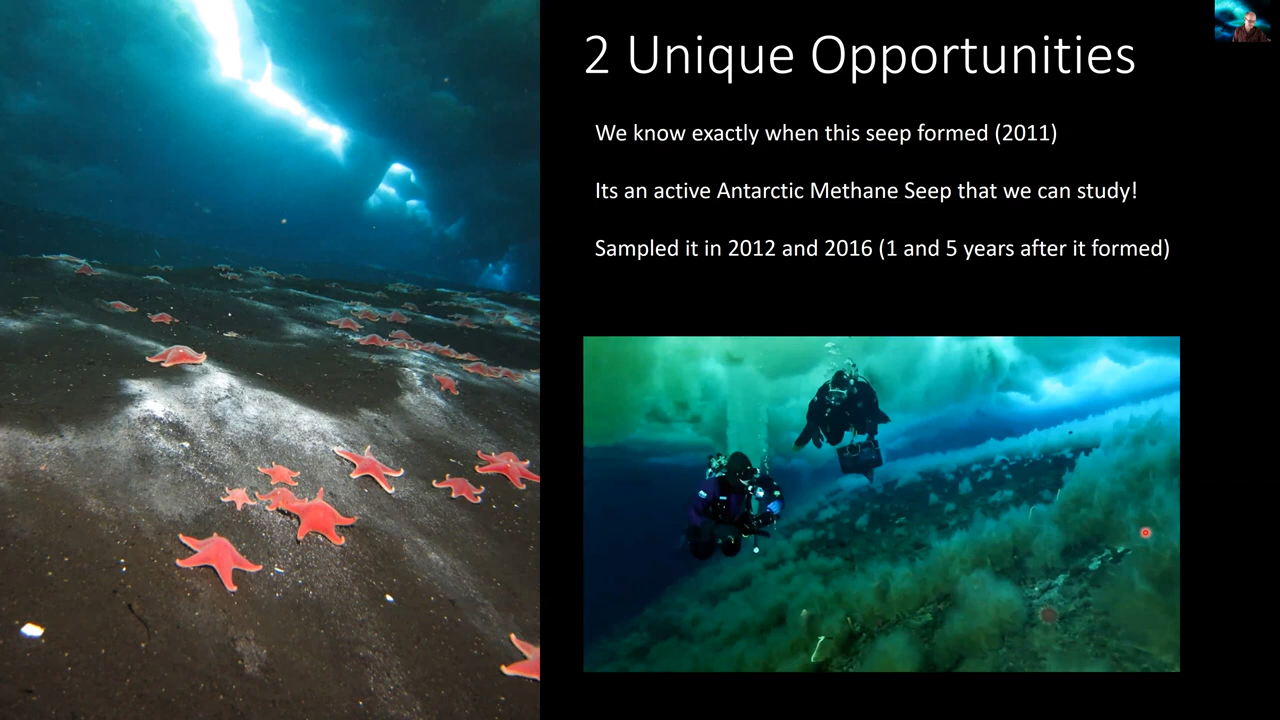 2 Unique Opportunities
We know exactly when this seep formed (2011)
Its an active Antarctic Methane Seep that we can study!
Sampled it in 2012 and 2016 (1 and 5 years after it formed)